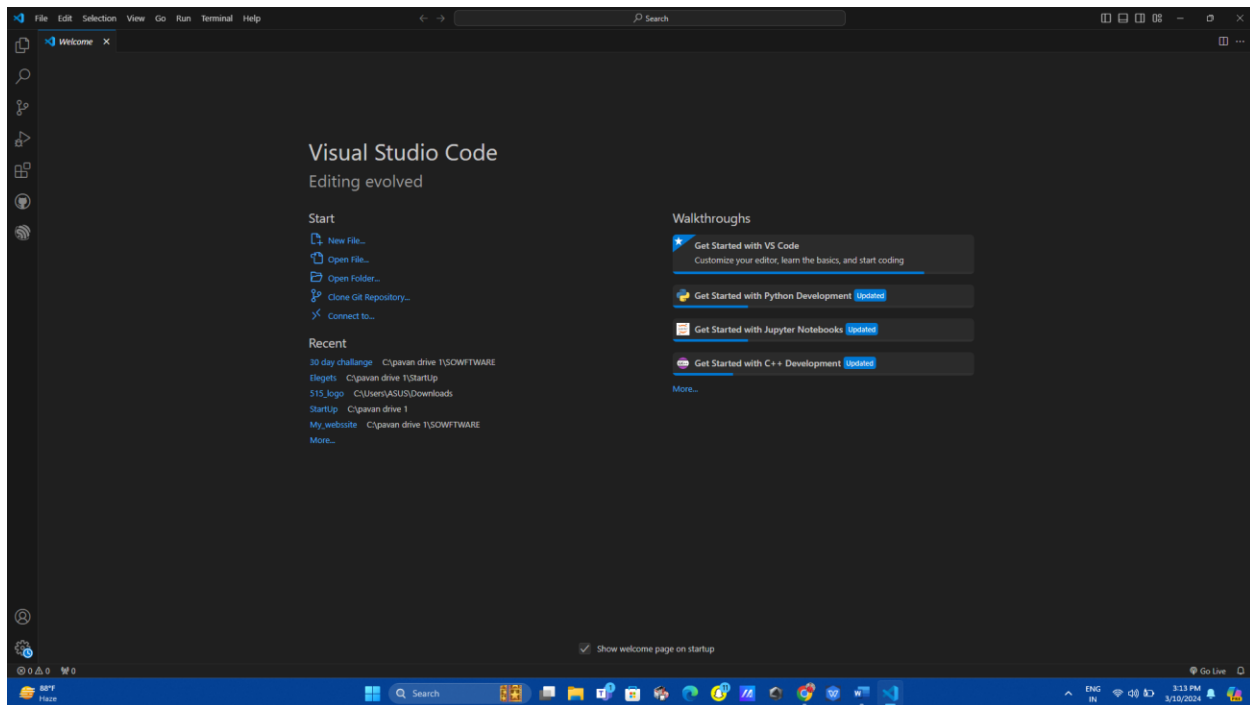 File Edit Selection View Go Run Terminal Help
Search
Welcome
Visual Studio Code
Editing evolved
Start
New File...
Open File...
Open Folder...
Clone Git Repository...
Connect to...
Recent
30 day challange C:\pavan drive 1\SOWFTWARE
Elegets C:\pavan drive 1\StartUp
515_logo C:\Users\ASUS\Downloads
StartUp C:\pavan drive 1
My_webssite C:\pavan drive 1\SOWFTWARE
More...
Walkthroughs
Get Started with VS Code
Customize your editor, learn the basics, and start coding
Get Started with Python Development Updated
Get Started with Jupyter Notebooks Updated
Get Started with C++ Development Updated
More...
Show welcome page on startup
0 0 0
Go Live
88°F
Haze
Search
ENG
IN
3:13 PM
3/10/2024